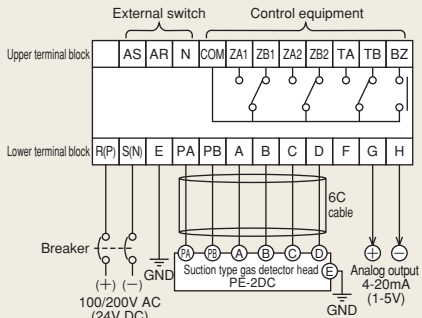 External switch Control equipment
Upper terminal block AS AR N COM ZA1 ZB1 ZA2 ZB2 TA TB BZ
Lower terminal block R(P) S(N) E PA PB A B C D F G H
6C
cable
Breaker
PA PB A B C D
(+) (−) GND Suction type gas detector head E Analog output
PE-2DC 4-20mA
100/200V AC (1-5V)
(24V DC) GND